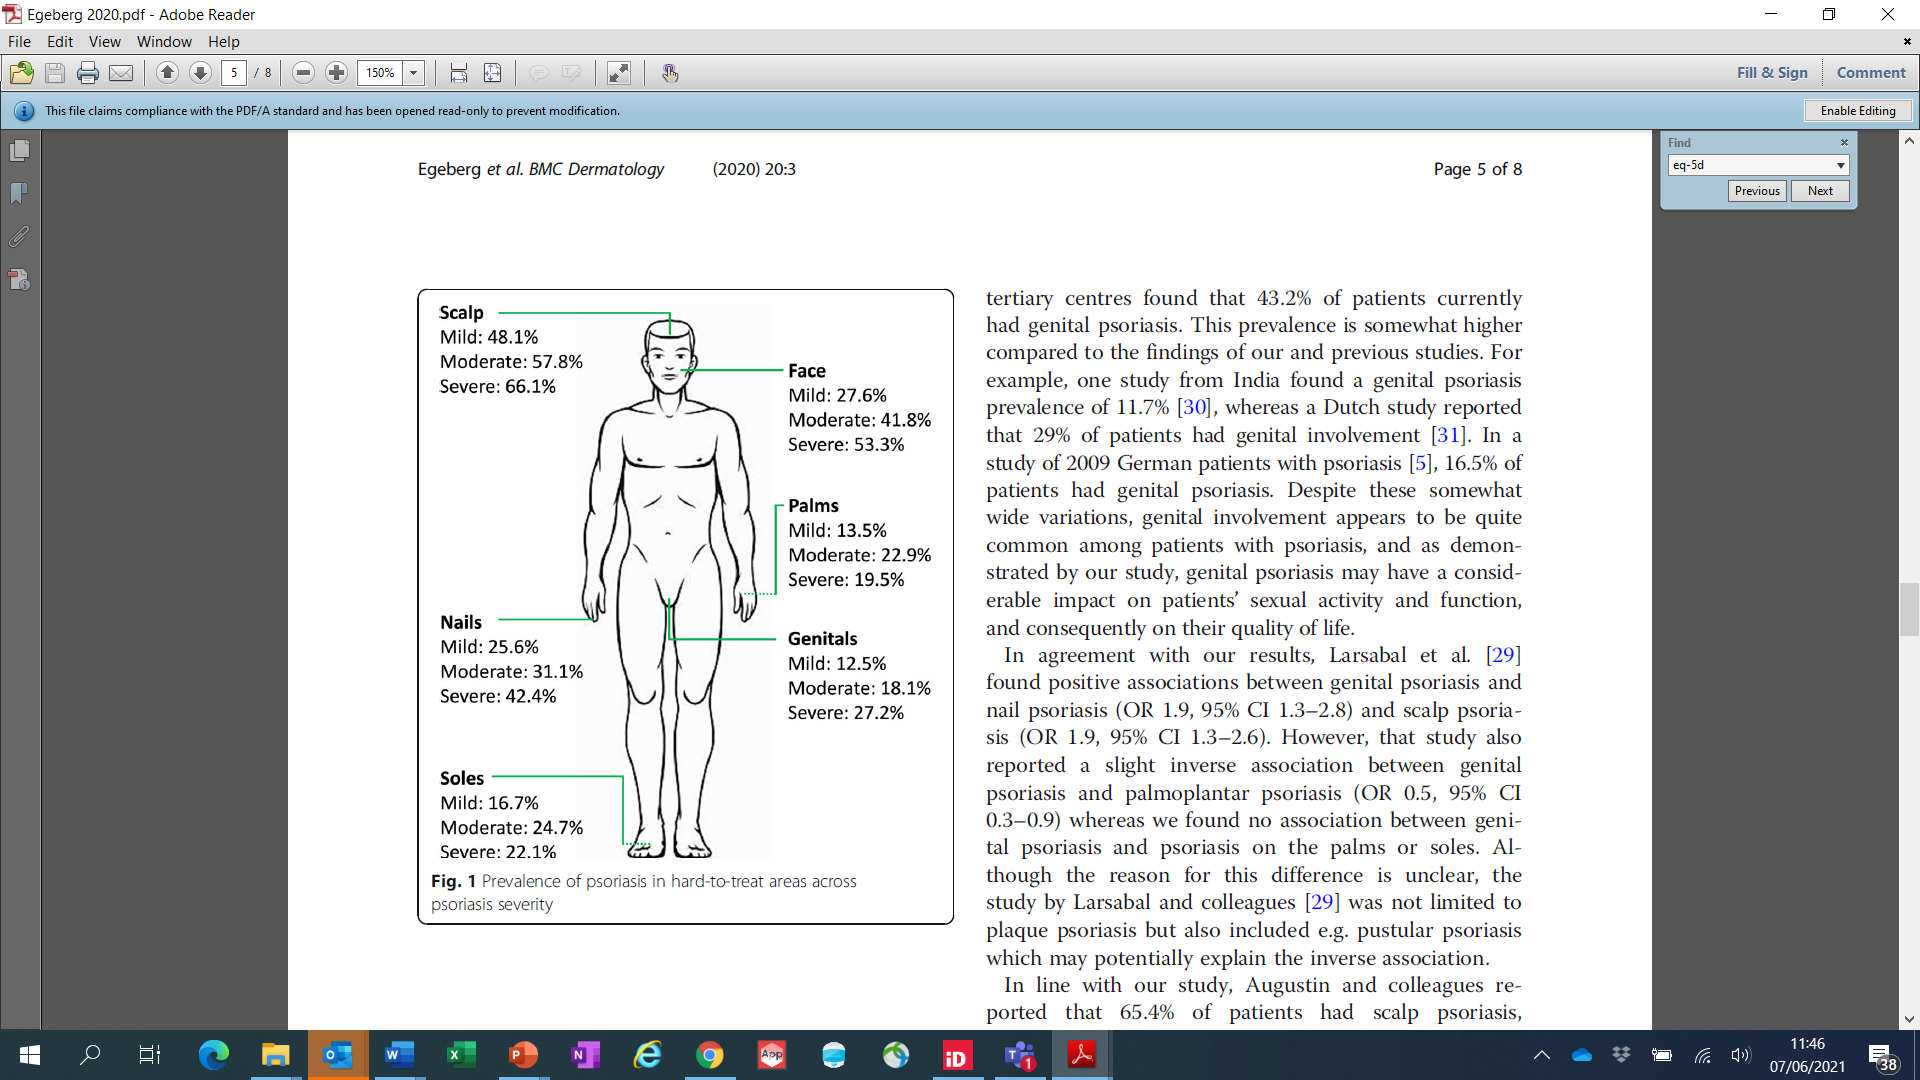 Egeberg 2020.pdf - Adobe Reader
File Edit View Window Help
5 / 8 150%
Fill & Sign Comment
This file claims compliance with the PDF/A standard and has been opened read-only to prevent modification.
Enable Editing
Find
eq-5d
Previous Next
Egeberg et al. BMC Dermatology (2020) 20:3
Page 5 of 8
Scalp
Mild: 48.1%
Moderate: 57.8%
Severe: 66.1%
Face
Mild: 27.6%
Moderate: 41.8%
Severe: 53.3%
Palms
Mild: 13.5%
Moderate: 22.9%
Severe: 19.5%
Nails
Mild: 25.6%
Moderate: 31.1%
Severe: 42.4%
Genitals
Mild: 12.5%
Moderate: 18.1%
Severe: 27.2%
Soles
Mild: 16.7%
Moderate: 24.7%
Severe: 22.1%
Fig. 1 Prevalence of psoriasis in hard-to-treat areas across
psoriasis severity
tertiary centres found that 43.2% of patients currently
had genital psoriasis. This prevalence is somewhat higher
compared to the findings of our and previous studies. For
example, one study from India found a genital psoriasis
prevalence of 11.7% [30], whereas a Dutch study reported
that 29% of patients had genital involvement [31]. In a
study of 2009 German patients with psoriasis [5], 16.5% of
patients had genital psoriasis. Despite these somewhat
wide variations, genital involvement appears to be quite
common among patients with psoriasis, and as demon-
strated by our study, genital psoriasis may have a consid-
erable impact on patients’ sexual activity and function,
and consequently on their quality of life.
In agreement with our results, Larsabal et al. [29]
found positive associations between genital psoriasis and
nail psoriasis (OR 1.9, 95% CI 1.3–2.8) and scalp psoria-
sis (OR 1.9, 95% CI 1.3–2.6). However, that study also
reported a slight inverse association between genital
psoriasis and palmoplantar psoriasis (OR 0.5, 95% CI
0.3–0.9) whereas we found no association between geni-
tal psoriasis and psoriasis on the palms or soles. Al-
though the reason for this difference is unclear, the
study by Larsabal and colleagues [29] was not limited to
plaque psoriasis but also included e.g. pustular psoriasis
which may potentially explain the inverse association.
In line with our study, Augustin and colleagues re-
ported that 65.4% of patients had scalp psoriasis,
App
iD
1
11:46
07/06/2021
38